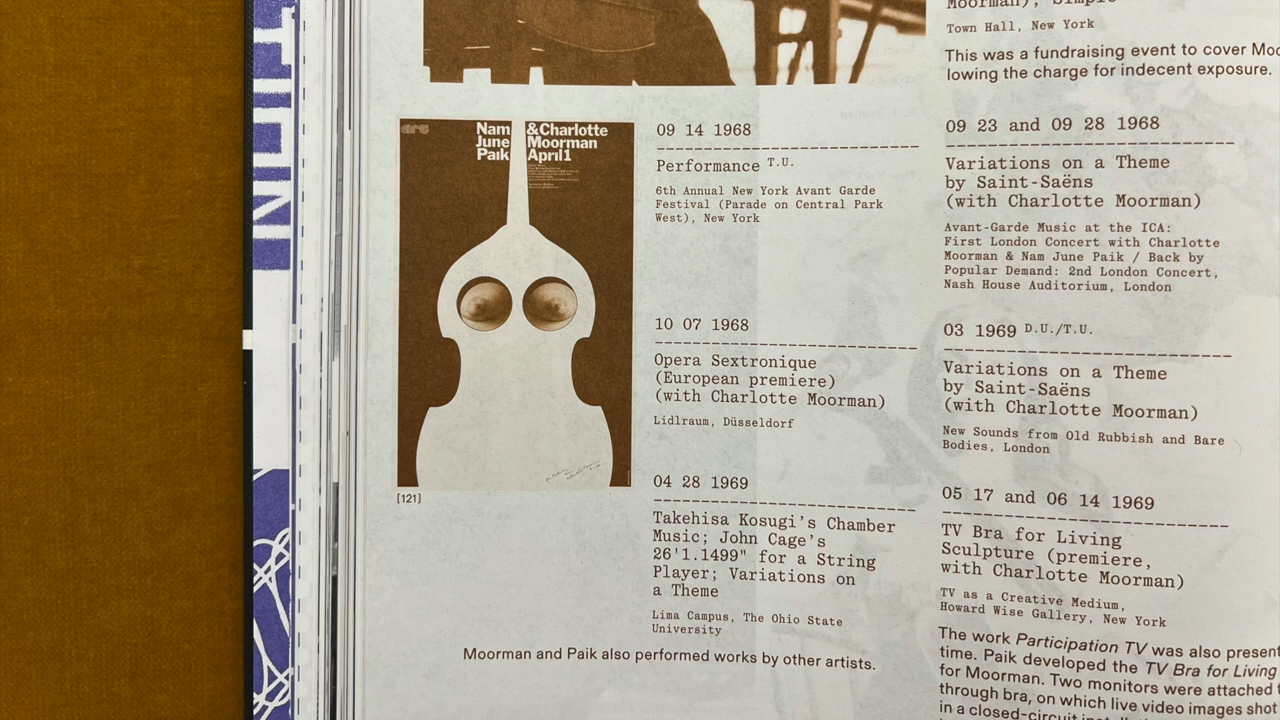 TION
art
Nam
June
Paik
&Charlotte
Moorman
April1
[121]
09 14 1968
Performance T.U.
6th Annual New York Avant Garde
Festival (Parade on Central Park
West), New York
10 07 1968
Opera Sextronique
(European premiere)
(with Charlotte Moorman)
Lidlraum, Düsseldorf
04 28 1969
Takehisa Kosugi's Chamber
Music; John Cage's
26'1.1499" for a String
Player; Variations on
a Theme
Lima Campus, The Ohio State
University
Moorman and Paik also performed works by other artists.
Moorman), Simple
Town Hall, New York
This was a fundraising event to cover Moo
lowing the charge for indecent exposure.
09 23 and 09 28 1968
Variations on a Theme
by Saint-Saëns
(with Charlotte Moorman)
Avant-Garde Music at the ICA:
First London Concert with Charlotte
Moorman & Nam June Paik / Back by
Popular Demand: 2nd London Concert,
Nash House Auditorium, London
03 1969 D.U./T.U.
Variations on a Theme
by Saint-Saëns
(with Charlotte Moorman)
New Sounds from Old Rubbish and Bare
Bodies, London
05 17 and 06 14 1969
TV Bra for Living
Sculpture (premiere,
with Charlotte Moorman)
TV as a Creative Medium,
Howard Wise Gallery, New York
The work Participation TV was also present
time. Paik developed the TV Bra for Living
for Moorman. Two monitors were attached
through bra, on which live video images shot
in a closed-circuit